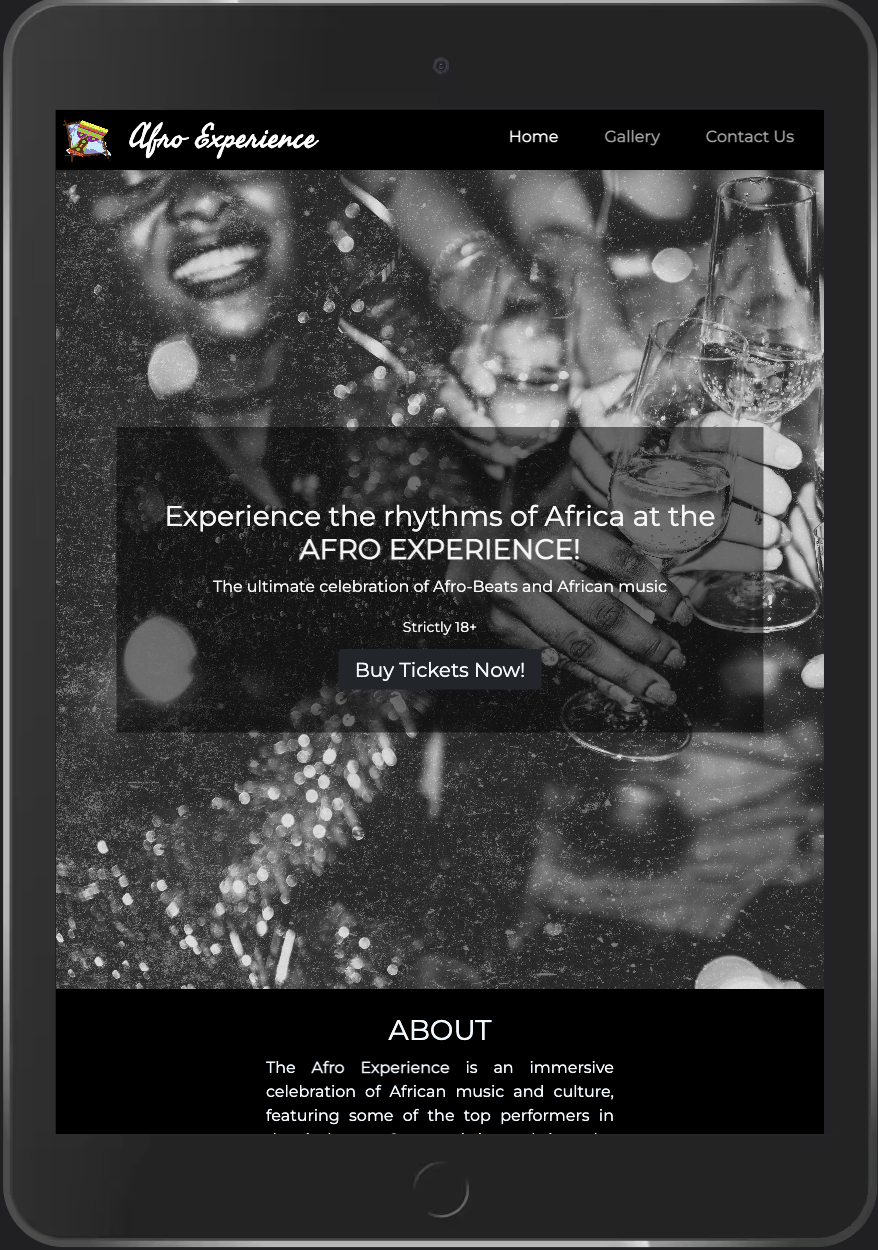 Afro Experience
Home Gallery Contact Us
Experience the rhythms of Africa at the
AFRO EXPERIENCE!
The ultimate celebration of Afro-Beats and African music
Strictly 18+
Buy Tickets Now!
ABOUT
The Afro Experience is an immersive
celebration of African music and culture,
featuring some of the top performers in